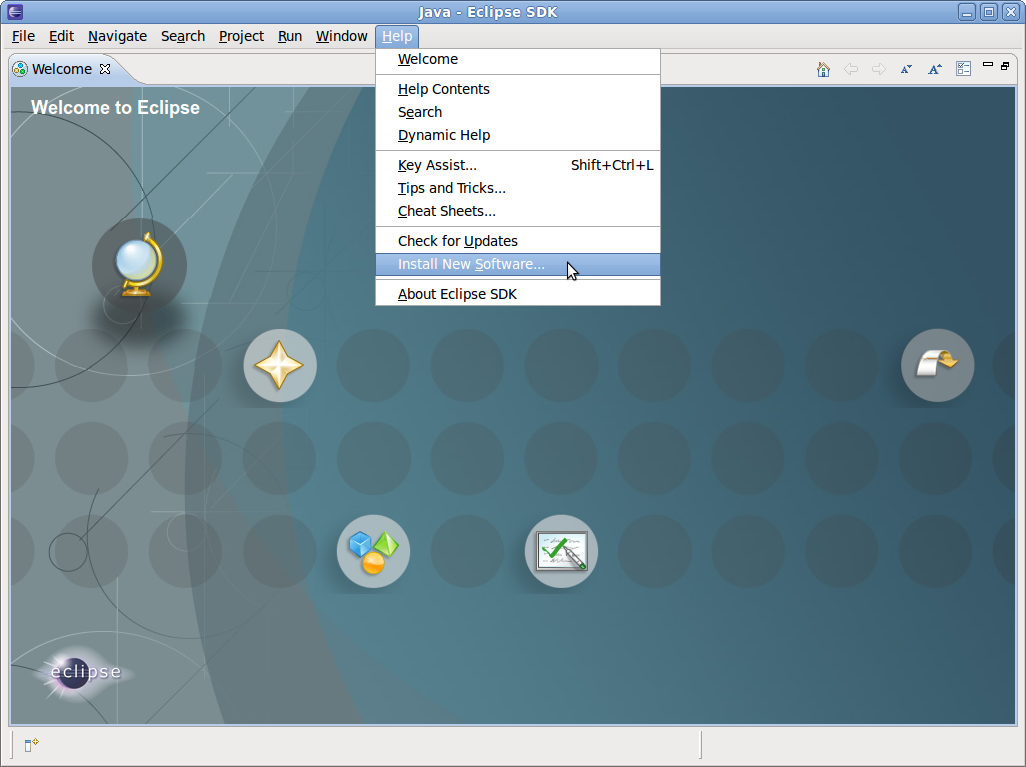 Java - Eclipse SDK
File Edit Navigate Search Project Run Window Help
Welcome
Welcome to Eclipse
Welcome
Help Contents
Search
Dynamic Help
Key Assist... Shift+Ctrl+L
Tips and Tricks...
Cheat Sheets...
Check for Updates
Install New Software...
About Eclipse SDK
eclipse